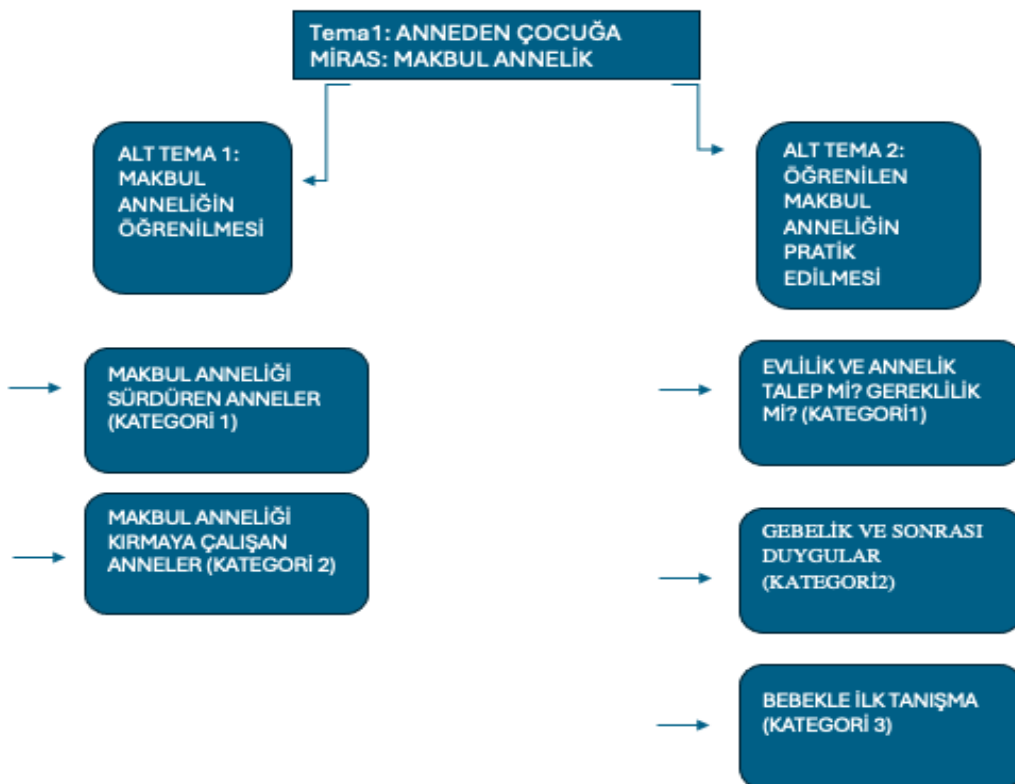 Tema1: ANNEDEN ÇOCUĞA
MİRAS: MAKBUL ANNELİK
ALT TEMA 1:
MAKBUL
ANNELİĞİN
ÖĞRENİLMESİ
ALT TEMA 2:
ÖĞRENİLEN
MAKBUL
ANNELİĞİN
PRATİK
EDİLMESİ
MAKBUL ANNELİĞİ
SÜRDÜREN ANNELER
(KATEGORİ 1)
MAKBUL ANNELİĞİ
KIRMAYA ÇALIŞAN
ANNELER (KATEGORİ 2)
EVLİLİK VE ANNELİK
TALEP Mİ? GEREKLİLİK
Mİ? (KATEGORİ1)
GEBELİK VE SONRASI
DUYGULAR
(KATEGORİ2)
BEBEKLE İLK TANIŞMA
(KATEGORİ 3)